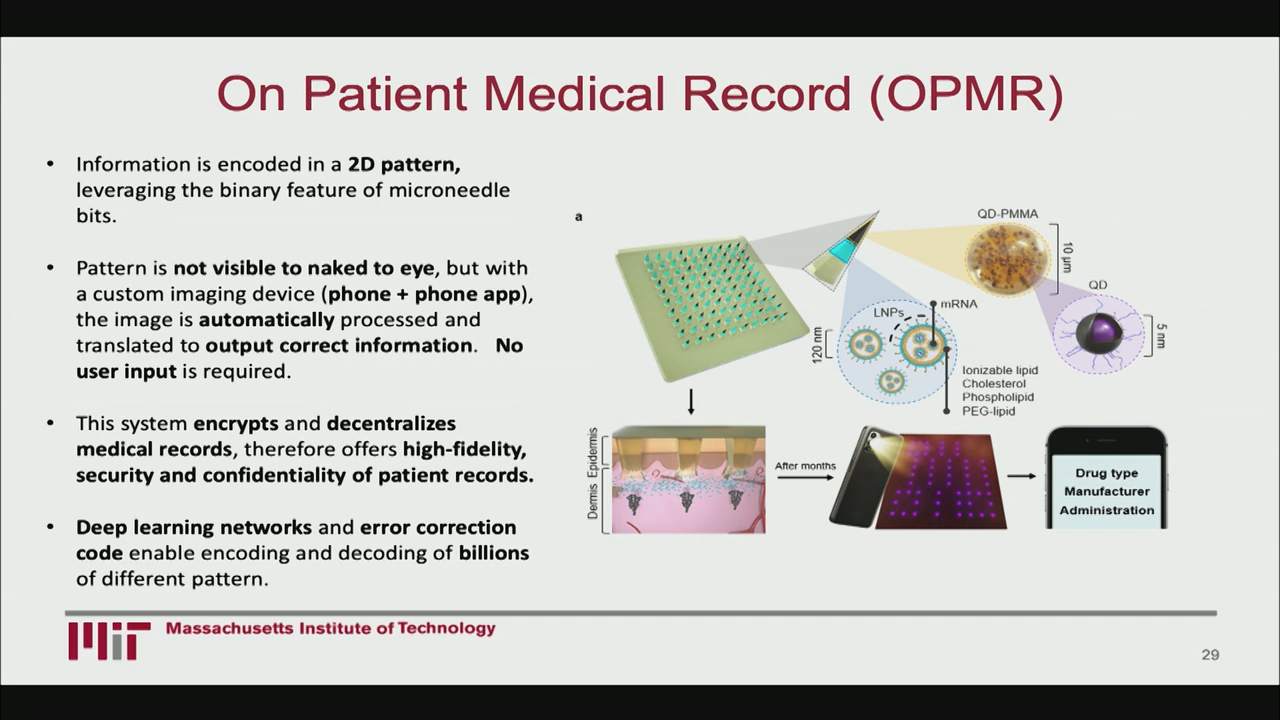 On Patient Medical Record (OPMR)
• Information is encoded in a 2D pattern,
leveraging the binary feature of microneedle
bits.
• Pattern is not visible to naked to eye, but with
a custom imaging device (phone + phone app),
the image is automatically processed and
translated to output correct information. No
user input is required.
• This system encrypts and decentralizes
medical records, therefore offers high-fidelity,
security and confidentiality of patient records.
• Deep learning networks and error correction
code enable encoding and decoding of billions
of different pattern.
a
QD-PMMA
10 µm
QD
5 nm
mRNA
LNPs
120 nm
Ionizable lipid
Cholesterol
Phospholipid
PEG-lipid
Epidermis
Dermis
After months
Drug type
Manufacturer
Administration
MIT
Massachusetts Institute of Technology
29